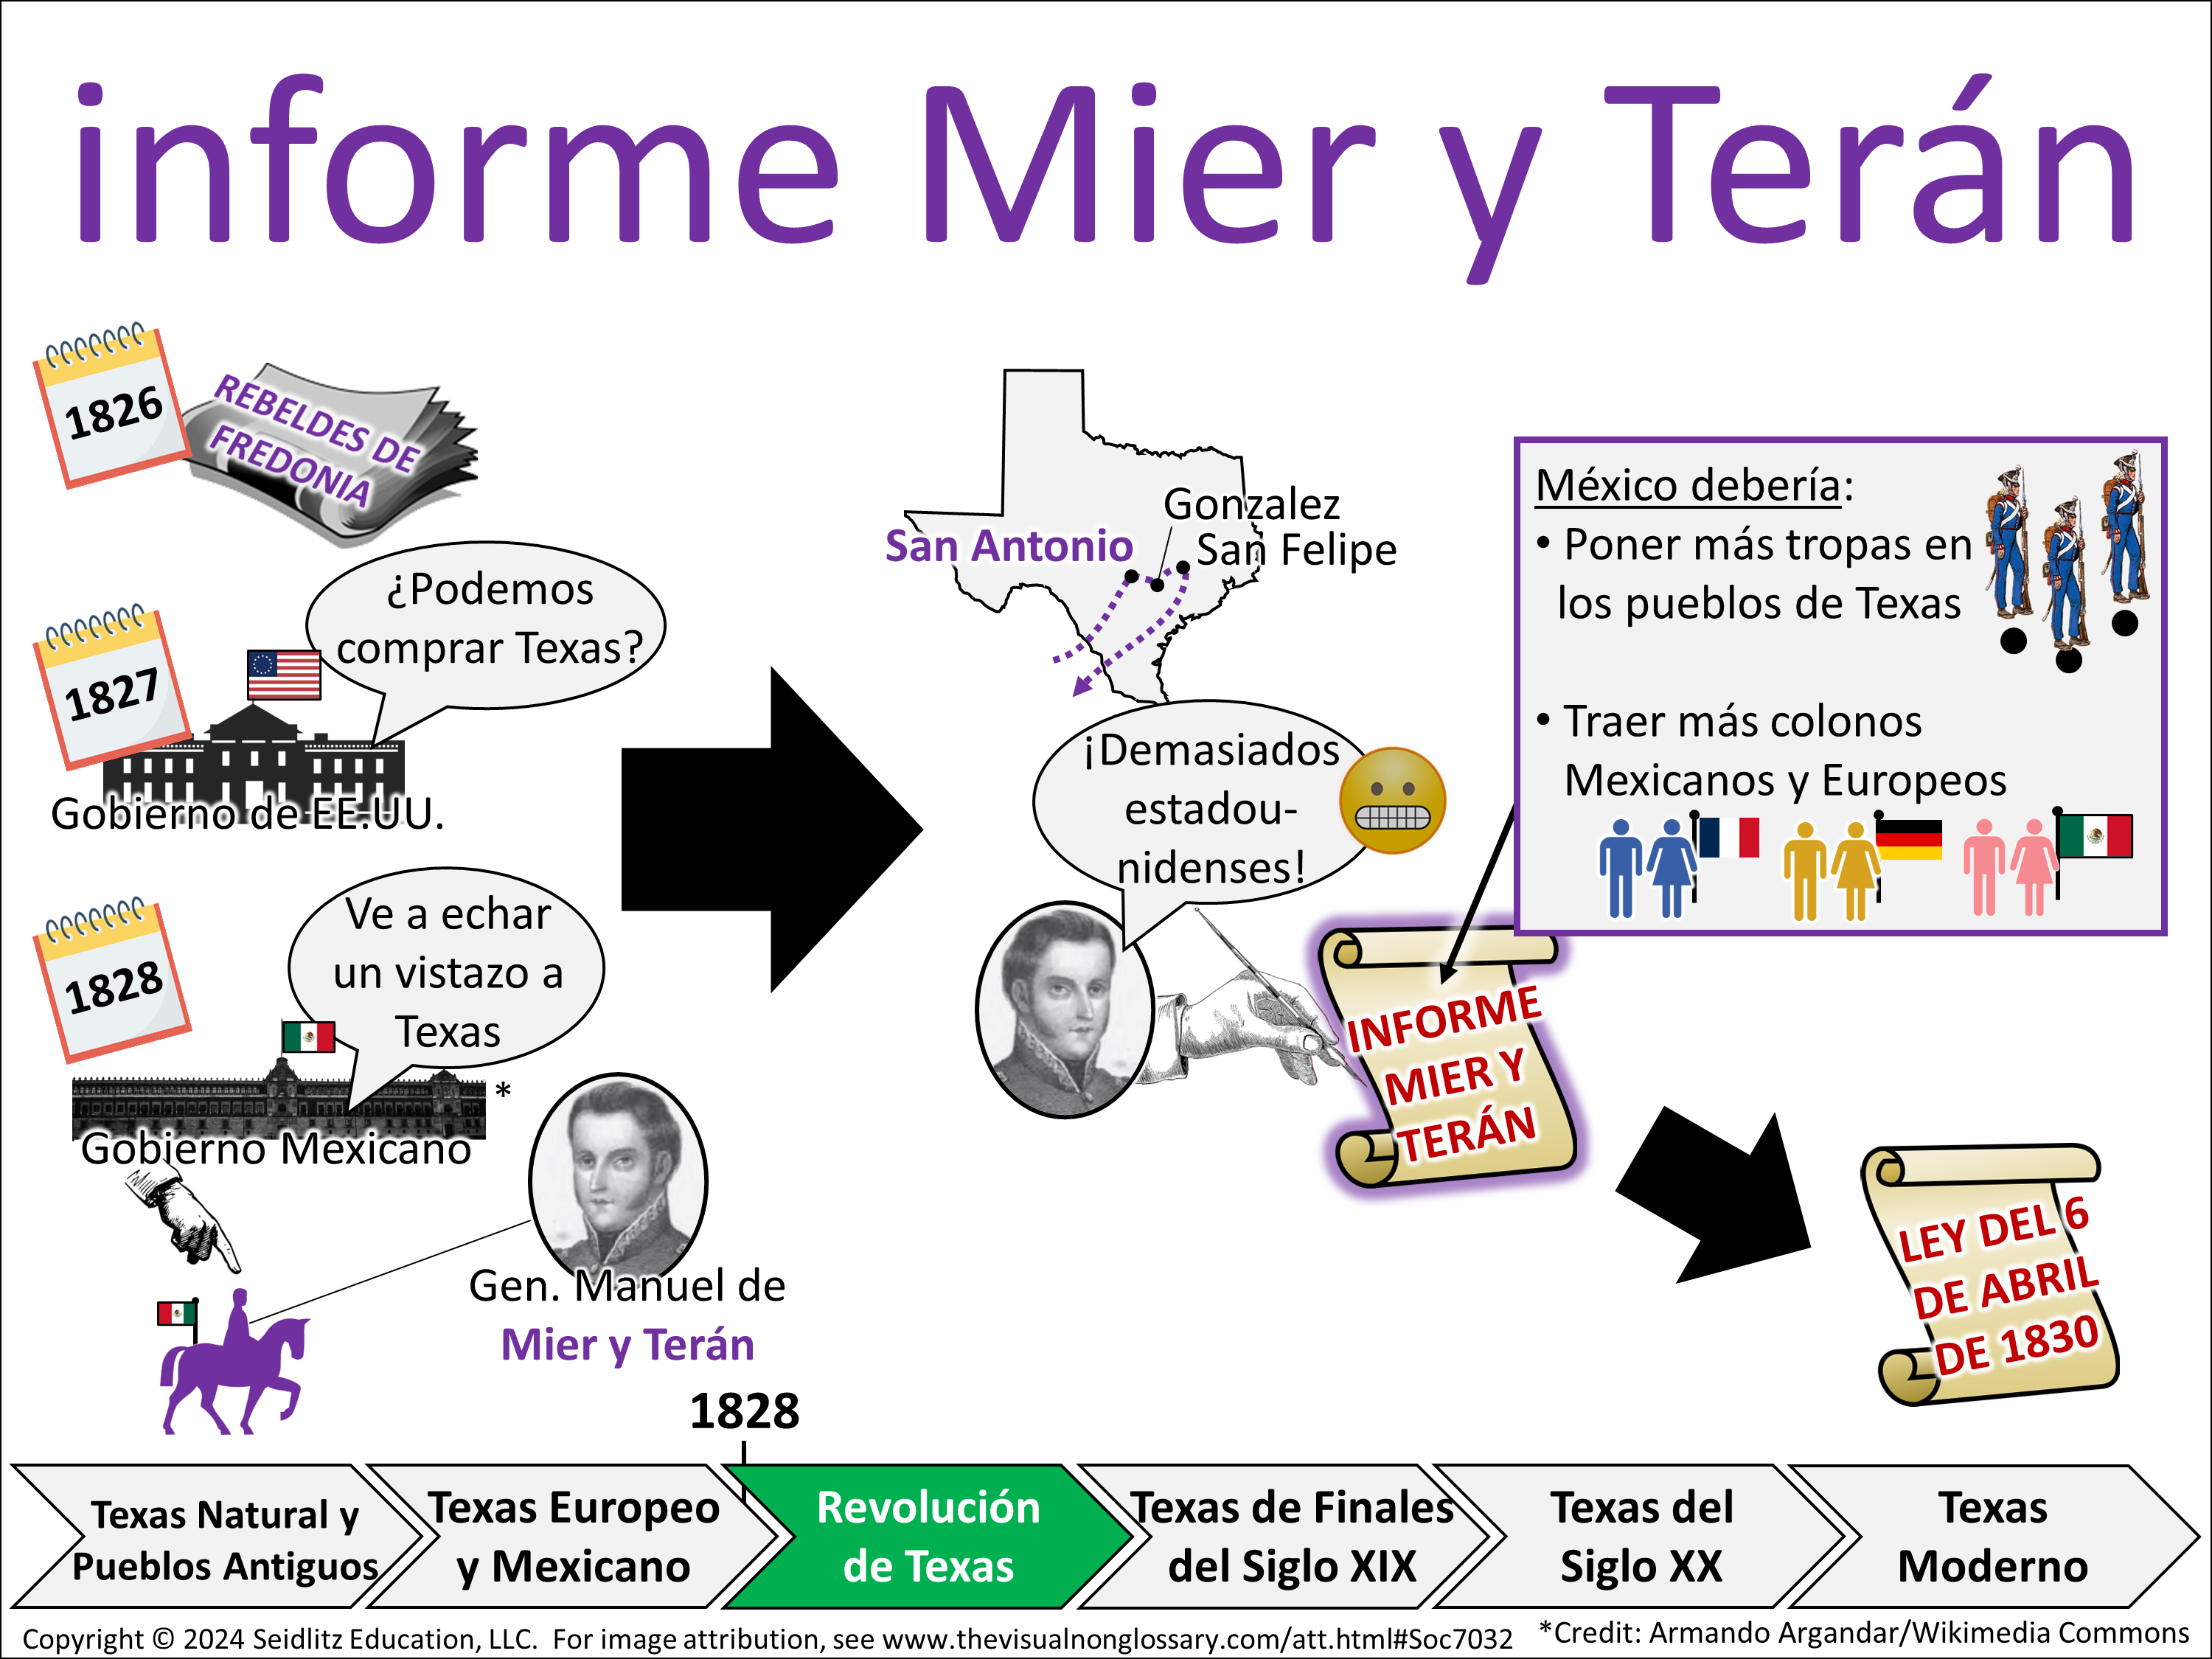 informe Mier y Terán
1826
REBELDES DE
FREDONIA
1827
¿Podemos
comprar Texas?
Gobierno de EE.UU.
1828
Ve a echar
un vistazo a
Texas
*
Gobierno Mexicano
Gen. Manuel de
Mier y Terán
Gonzalez
San Antonio
San Felipe
¡Demasiados
estadou-
nidenses!
México debería:
• Poner más tropas en
los pueblos de Texas
• Traer más colonos
Mexicanos y Europeos
INFORME
MIER Y
TERÁN
LEY DEL 6
DE ABRIL
DE 1830
1828
Texas Natural y
Pueblos Antiguos
Texas Europeo
y Mexicano
Revolución
de Texas
Texas de Finales
del Siglo XIX
Texas del
Siglo XX
Texas
Moderno
Copyright © 2024 Seidlitz Education, LLC. For image attribution, see www.thevisualnonglossary.com/att.html#Soc7032
*Credit: Armando Argandar/Wikimedia Commons